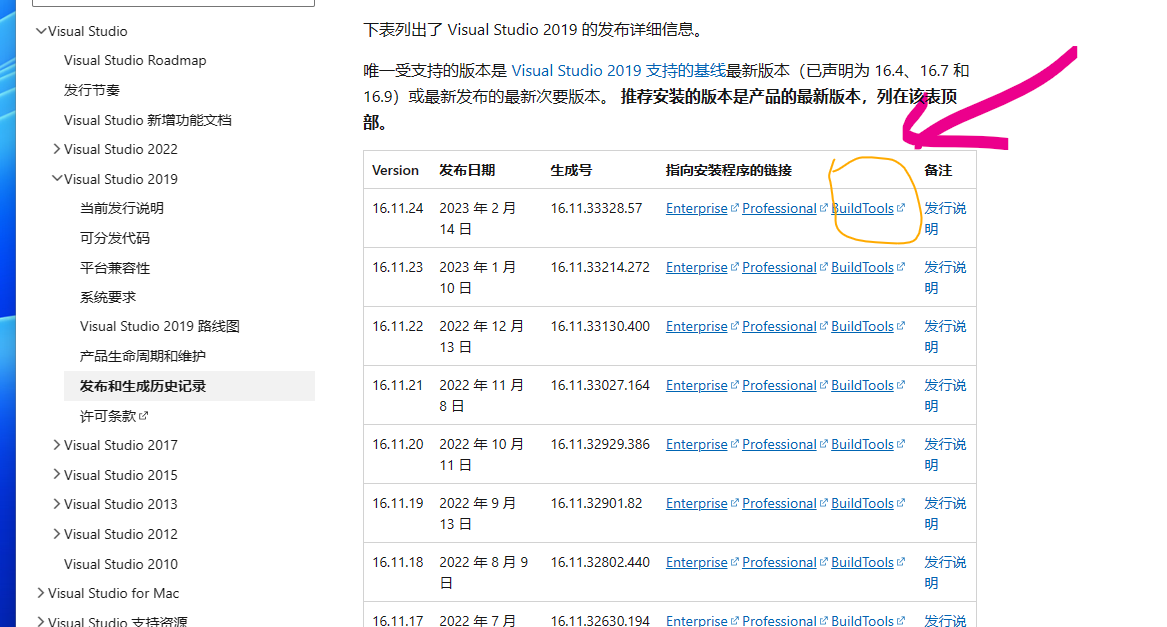 Visual Studio
Visual Studio Roadmap
发行节奏
Visual Studio 新增功能文档
Visual Studio 2022
Visual Studio 2019
当前发行说明
可分发代码
平台兼容性
系统要求
Visual Studio 2019 路线图
产品生命周期和维护
发布和生成历史记录
许可条款
Visual Studio 2017
Visual Studio 2015
Visual Studio 2013
Visual Studio 2012
Visual Studio 2010
Visual Studio for Mac
Visual Studio 支持资源
下表列出了 Visual Studio 2019 的发布详细信息。
唯一受支持的版本是 Visual Studio 2019 支持的基线最新版本（已声明为 16.4、16.7 和
16.9）或最新发布的最新次要版本。 推荐安装的版本是产品的最新版本，列在该表顶
部。
Version 发布日期 生成号 指向安装程序的链接 备注
16.11.24 2023 年 2 月 16.11.33328.57 Enterprise Professional BuildTools 发行说
14 日 明
16.11.23 2023 年 1 月 16.11.33214.272 Enterprise Professional BuildTools 发行说
10 日 明
16.11.22 2022 年 12 月 16.11.33130.400 Enterprise Professional BuildTools 发行说
13 日 明
16.11.21 2022 年 11 月 16.11.33027.164 Enterprise Professional BuildTools 发行说
8 日 明
16.11.20 2022 年 10 月 16.11.32929.386 Enterprise Professional BuildTools 发行说
11 日 明
16.11.19 2022 年 9 月 16.11.32901.82 Enterprise Professional BuildTools 发行说
13 日 明
16.11.18 2022 年 8 月 9 16.11.32802.440 Enterprise Professional BuildTools 发行说
日 明
16.11.17 2022 年 7 月 16.11.32630.194 Enterprise Professional BuildTools 发行说